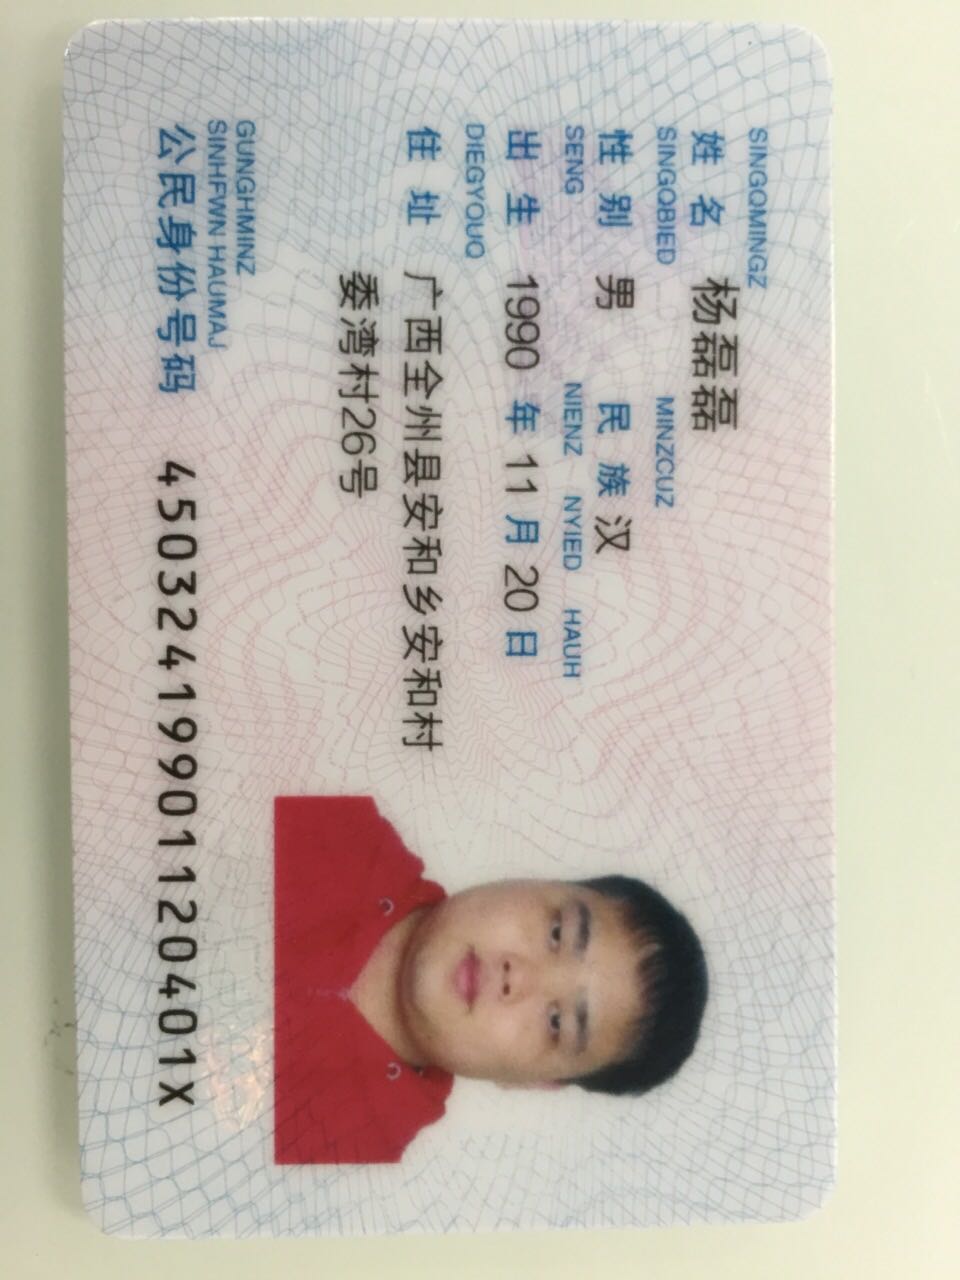 SINGQMINGZ
姓名 杨磊磊
SINGQBIED MINZCUZ
性别 男 民族 汉
SENG NIENZ NYIED HAUH
出生 1990 年 11 月 20 日
DIEGYOUQ
住址 广西全州县安和乡安和村
委湾村26号
GUNGHMINZ
SINHFWN HAUMAJ
公民身份号码 45032419901120401X